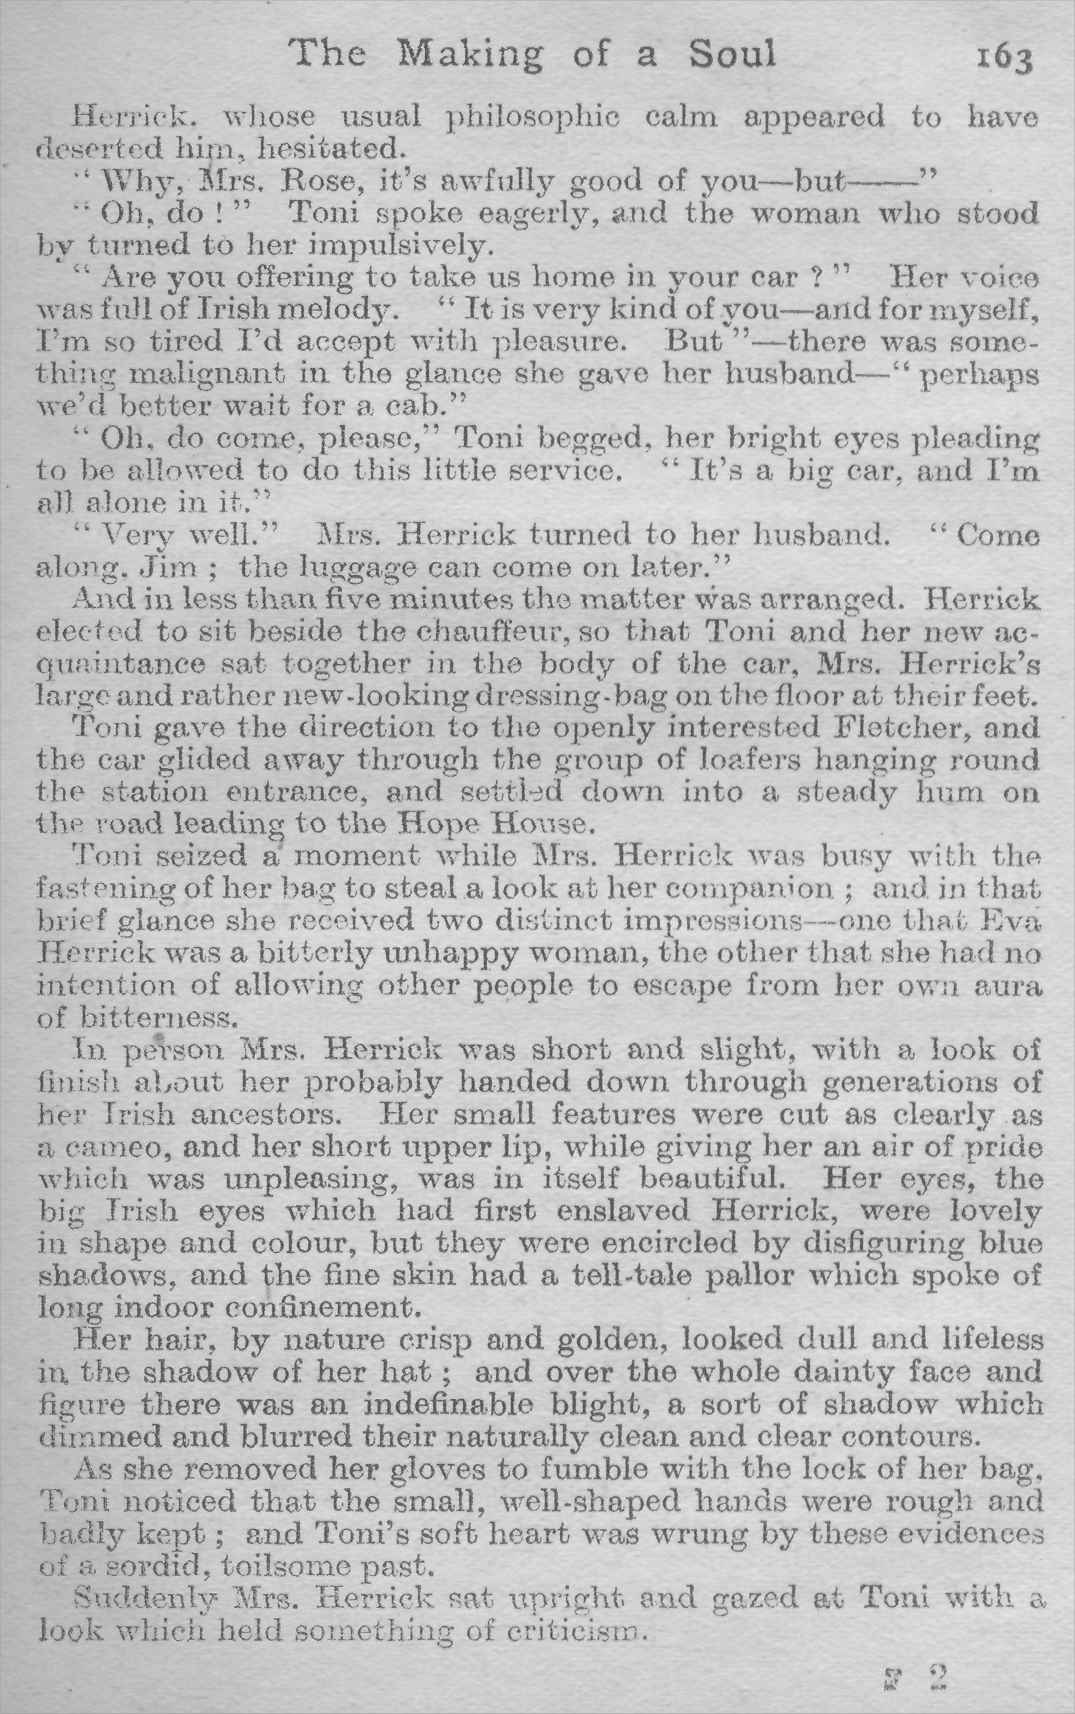 The Making of a Soul 163
Herrick. whose usual philosophic calm appeared to have
deserted him, hesitated.
“ Why, Mrs. Rose, it’s awfully good of you—but——”
“ Oh, do ! ” Toni spoke eagerly, and the woman who stood
by turned to her impulsively.
“ Are you offering to take us home in your car ? ” Her voice
was full of Irish melody. “ It is very kind of you—and for myself,
I’m so tired I’d accept with pleasure. But ”—there was some-
thing malignant in the glance she gave her husband—“ perhaps
we’d better wait for a cab.”
“ Oh, do come, please,” Toni begged, her bright eyes pleading
to be allowed to do this little service. “ It’s a big car, and I’m
all alone in it.”
“ Very well.” Mrs. Herrick turned to her husband. “ Come
along. Jim ; the luggage can come on later.”
And in less than five minutes the matter was arranged. Herrick
elected to sit beside the chauffeur, so that Toni and her new ac-
quaintance sat together in the body of the car, Mrs. Herrick’s
large and rather new-looking dressing-bag on the floor at their feet.
Toni gave the direction to the openly interested Fletcher, and
the car glided away through the group of loafers hanging round
the station entrance, and settled down into a steady hum on
the road leading to the Hope House.
Toni seized a moment while Mrs. Herrick was busy with the
fastening of her bag to steal a look at her companion ; and in that
brief glance she received two distinct impressions—one that Eva
Herrick was a bitterly unhappy woman, the other that she had no
intention of allowing other people to escape from her own aura
of bitterness.
In person Mrs. Herrick was short and slight, with a look of
finish about her probably handed down through generations of
her Irish ancestors. Her small features were cut as clearly as
a cameo, and her short upper lip, while giving her an air of pride
which was unpleasing, was in itself beautiful. Her eyes, the
big Irish eyes which had first enslaved Herrick, were lovely
in shape and colour, but they were encircled by disfiguring blue
shadows, and the fine skin had a tell-tale pallor which spoke of
long indoor confinement.
Her hair, by nature crisp and golden, looked dull and lifeless
in the shadow of her hat ; and over the whole dainty face and
figure there was an indefinable blight, a sort of shadow which
dimmed and blurred their naturally clean and clear contours.
As she removed her gloves to fumble with the lock of her bag,
Toni noticed that the small, well-shaped hands were rough and
badly kept ; and Toni’s soft heart was wrung by these evidences
of a sordid, toilsome past.
Suddenly Mrs. Herrick sat upright and gazed at Toni with a
look which held something of criticism.
F 2